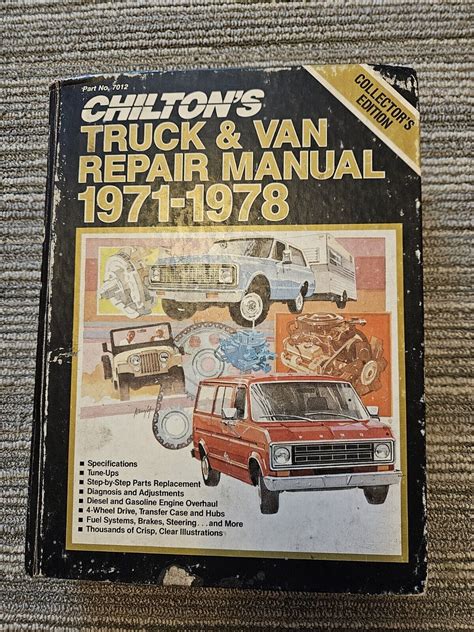 Part No. 7012
COLLECTOR'S
EDITION
CHILTON'S
TRUCK & VAN
REPAIR MANUAL
1971-1978
FORD
■ Specifications
■ Tune-Ups
■ Step-by-Step Parts Replacement
■ Diagnosis and Adjustments
■ Diesel and Gasoline Engine Overhaul
■ 4-Wheel Drive, Transfer Case and Hubs
■ Fuel Systems, Brakes, Steering...and More
■ Thousands of Crisp, Clear Illustrations